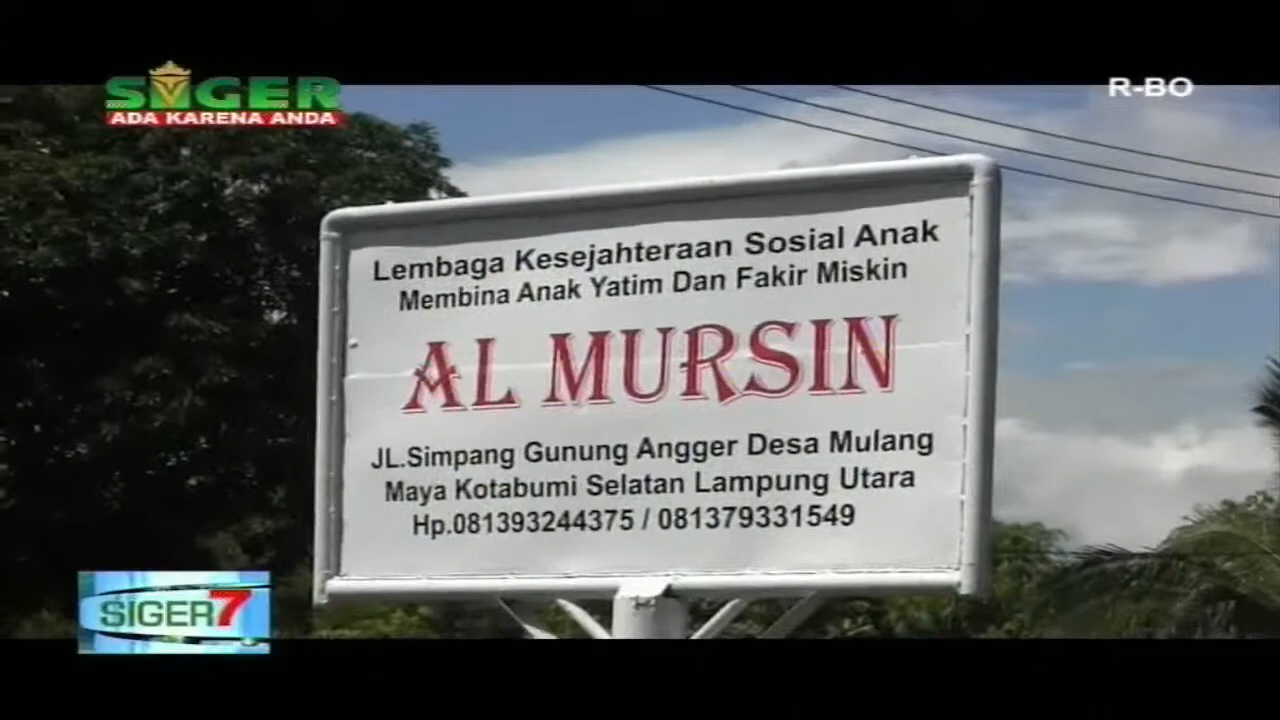 SIGER
ADA KARENA ANDA
R-BO
Lembaga Kesejahteraan Sosial Anak
Membina Anak Yatim Dan Fakir Miskin
AL MURSIN
JL.Simpang Gunung Angger Desa Mulang
Maya Kotabumi Selatan Lampung Utara
Hp.081393244375 / 081379331549
SIGER7